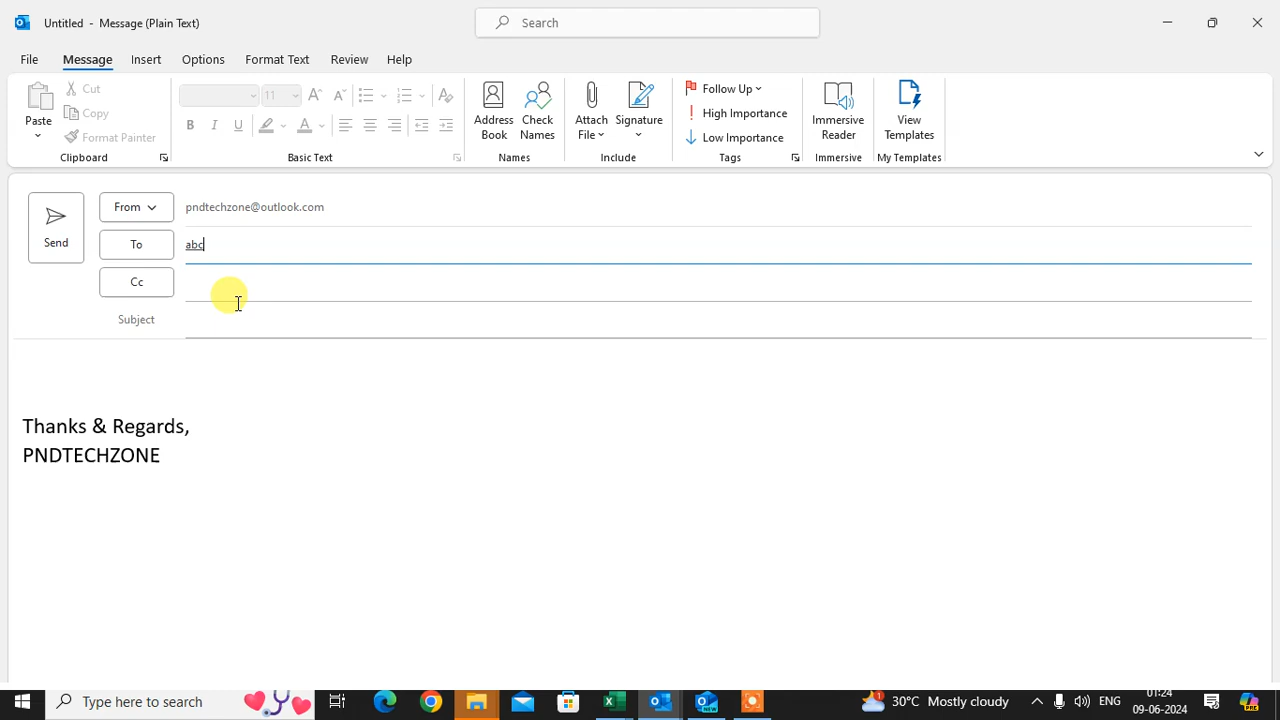 Untitled - Message (Plain Text)
Search
File Message Insert Options Format Text Review Help
Paste
Cut
Copy
Format Painter
Clipboard
11
B I U A
Basic Text
Address Book
Check Names
Names
Attach File
Signature
Include
Follow Up
High Importance
Low Importance
Tags
Immersive Reader
Immersive
View Templates
My Templates
Send
From pndtechzone@outlook.com
To abc
Cc
Subject
Thanks & Regards,
PNDTECHZONE
Type here to search
NEW
30°C Mostly cloudy
ENG
01:24
09-06-2024
PRE